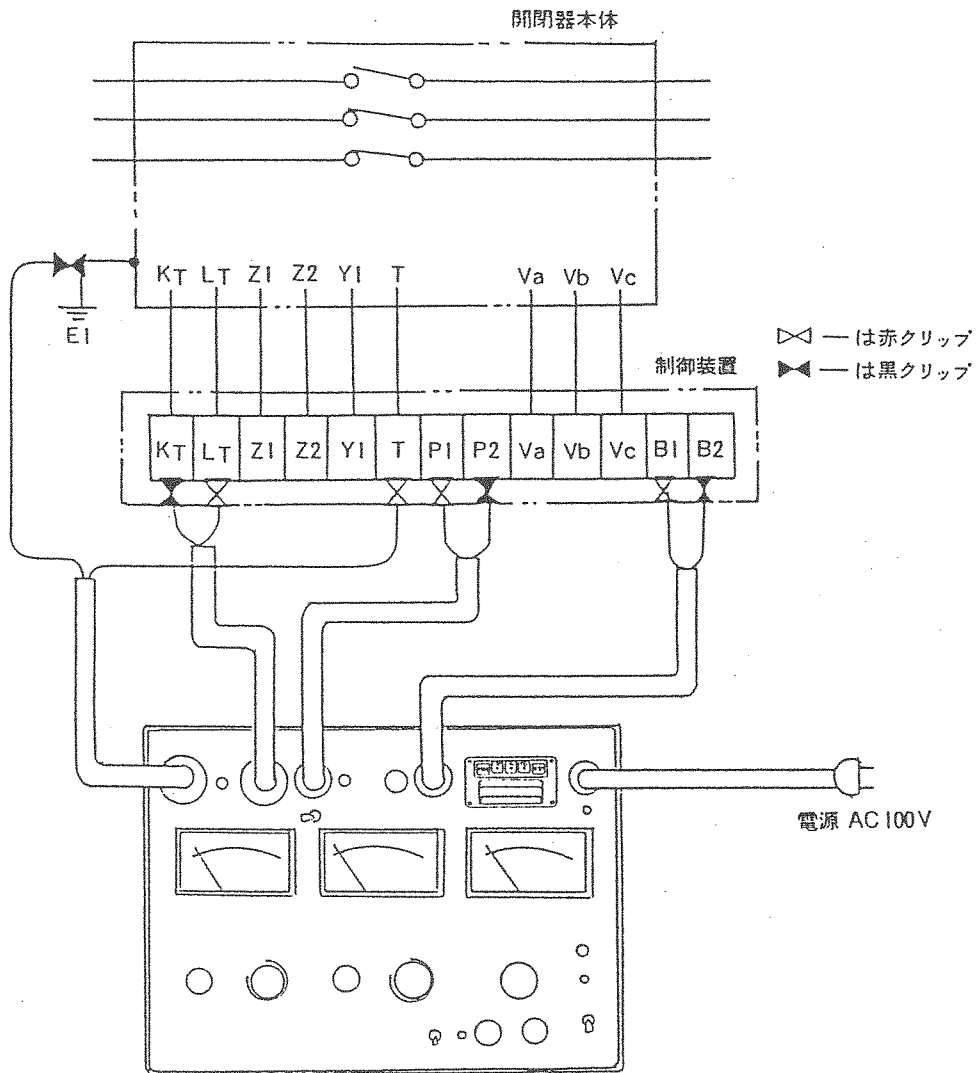 開閉器本体
KT LT Z1 Z2 Y1 T Va Vb Vc
E1
⋈ — は赤クリップ
⧓ — は黒クリップ
制御装置
KT LT Z1 Z2 Y1 T P1 P2 Va Vb Vc B1 B2
電源 AC100V